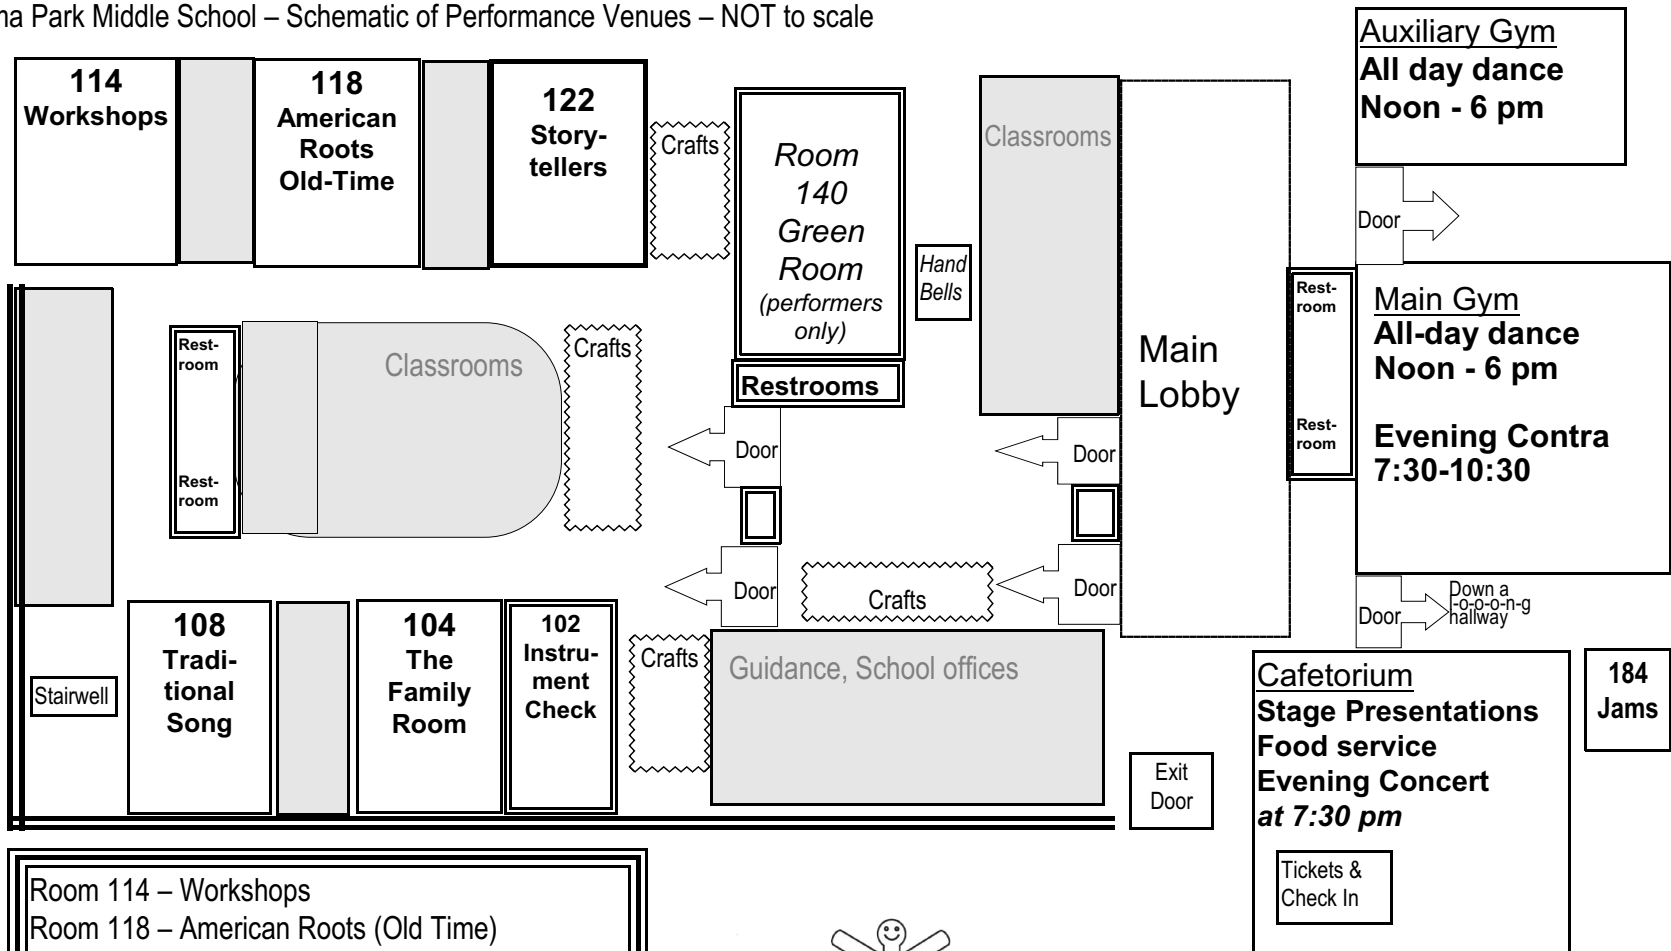 na Park Middle School – Schematic of Performance Venues – NOT to scale
114
Workshops
118
American
Roots
Old-Time
122
Story-
tellers
Crafts
Room
140
Green
Room
(performers
only)
Restrooms
Hand
Bells
Classrooms
Main
Lobby
Auxiliary Gym
All day dance
Noon - 6 pm
Door
Rest-
room
Rest-
room
Main Gym
All-day dance
Noon - 6 pm
Evening Contra
7:30-10:30
Rest-
room
Rest-
room
Classrooms
Crafts
Door
Door
Door
Door
Crafts
Door
Down a
l-o-o-o-n-g
hallway
Stairwell
108
Tradi-
tional
Song
104
The
Family
Room
102
Instru-
ment
Check
Crafts
Guidance, School offices
Exit
Door
Cafetorium
Stage Presentations
Food service
Evening Concert
at 7:30 pm
Tickets &
Check In
184
Jams
Room 114 – Workshops
Room 118 – American Roots (Old Time)